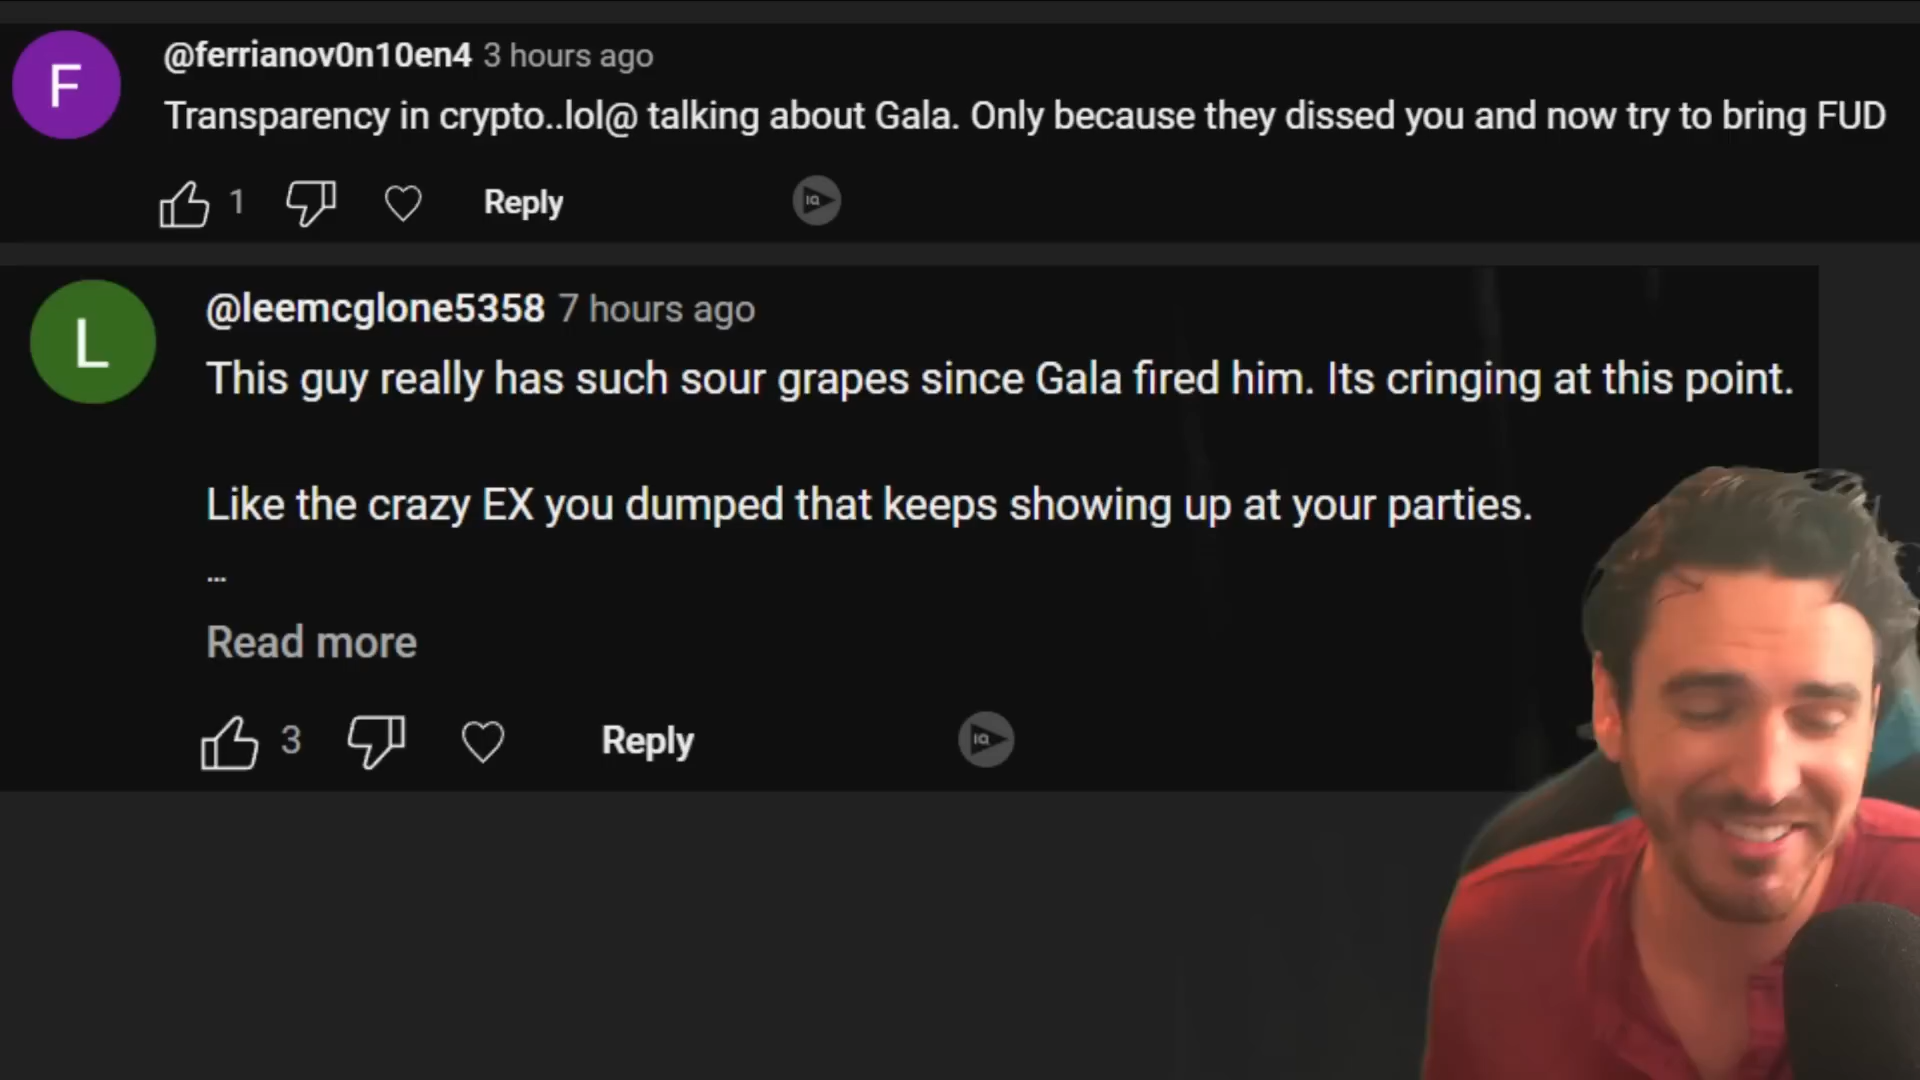 F
@ferrianov0n10en4 3 hours ago
Transparency in crypto..lol@ talking about Gala. Only because they dissed you and now try to bring FUD
1
Reply
IQ
L
@leemcglone5358 7 hours ago
This guy really has such sour grapes since Gala fired him. Its cringing at this point.
Like the crazy EX you dumped that keeps showing up at your parties.
...
Read more
3
Reply
IQ